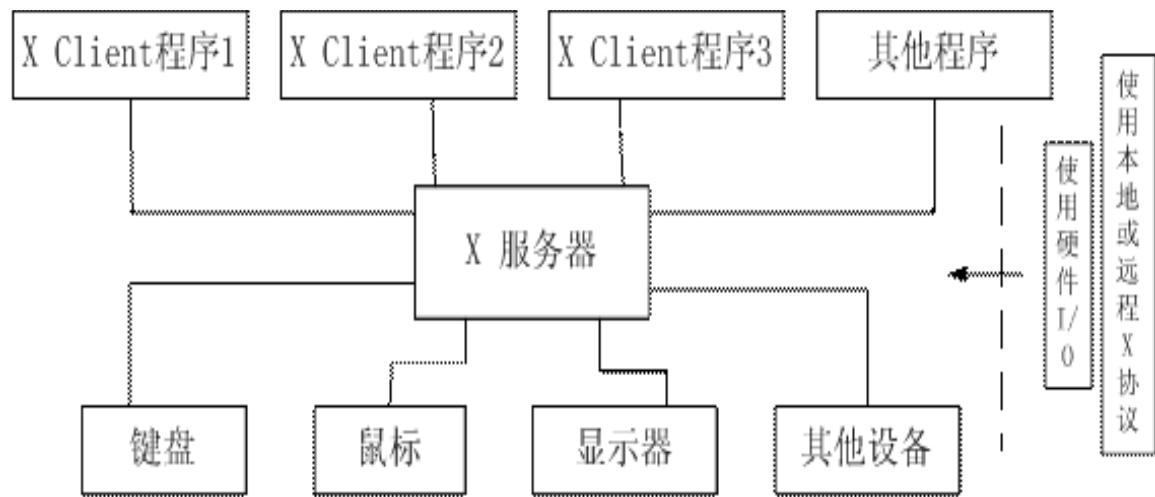 X Client程序1
X Client程序2
X Client程序3
其他程序
X 服务器
键盘
鼠标
显示器
其他设备
使用硬件I/O
使用本地或远程X协议